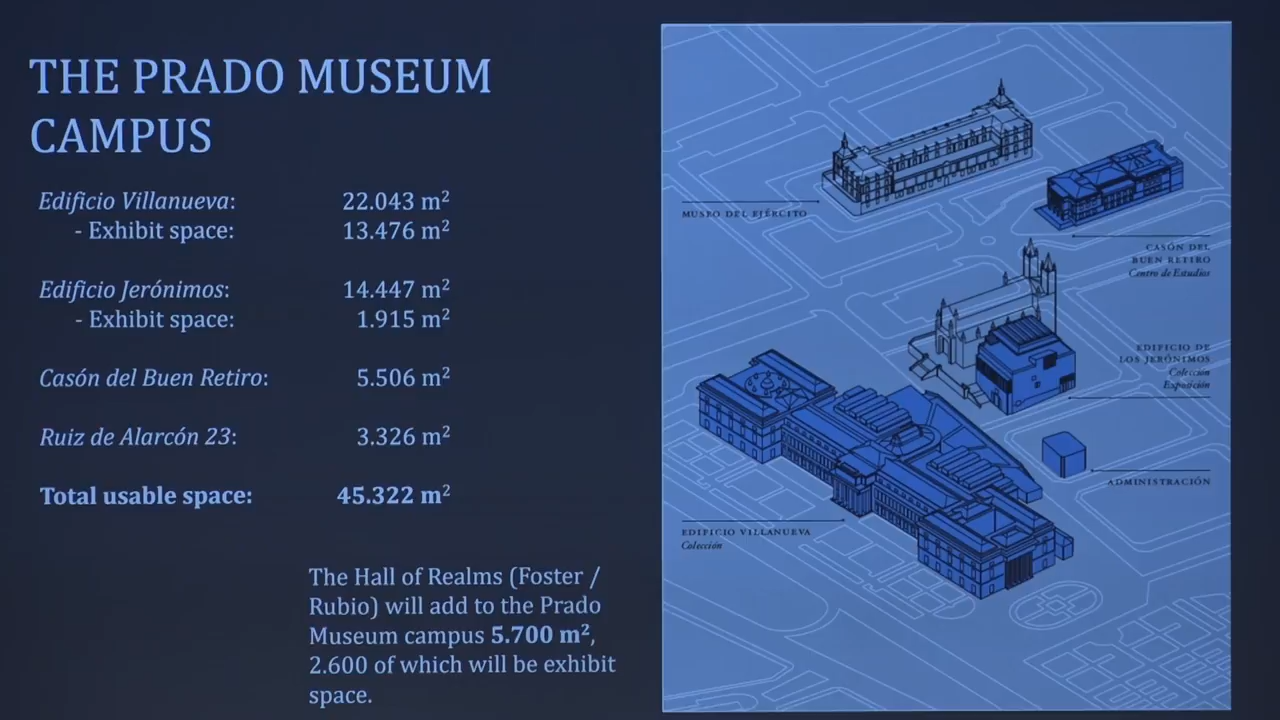 THE PRADO MUSEUM
CAMPUS
Edificio Villanueva: 22.043 m²
- Exhibit space: 13.476 m²
Edificio Jerónimos: 14.447 m²
- Exhibit space: 1.915 m²
Casón del Buen Retiro: 5.506 m²
Ruiz de Alarcón 23: 3.326 m²
Total usable space: 45.322 m²
The Hall of Realms (Foster /
Rubio) will add to the Prado
Museum campus 5.700 m²,
2.600 of which will be exhibit
space.
MUSEO DEL EJÉRCITO
CASÓN DEL
BUEN RETIRO
Centro de Estudios
EDIFICIO DE
LOS JERÓNIMOS
Colección
Exposición
ADMINISTRACIÓN
EDIFICIO VILLANUEVA
Colección